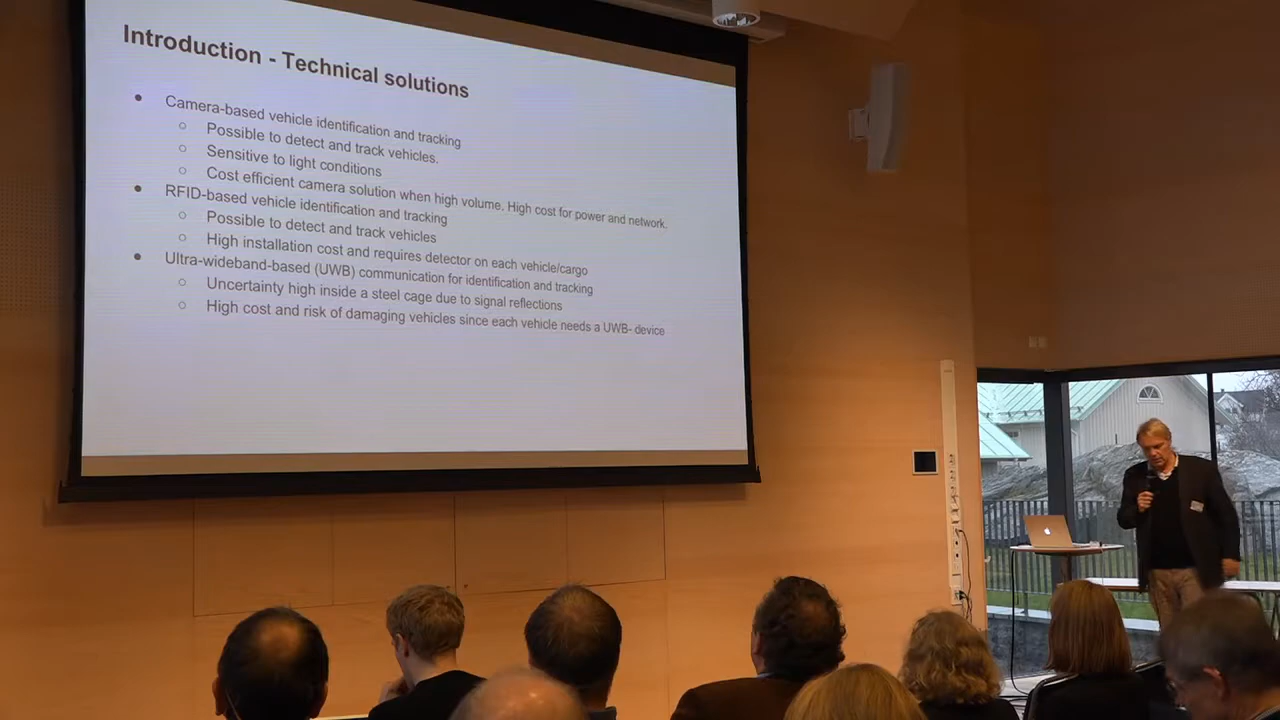 Introduction - Technical solutions
Camera-based vehicle identification and tracking
Possible to detect and track vehicles.
Sensitive to light conditions
Cost efficient camera solution when high volume. High cost for power and network.
RFID-based vehicle identification and tracking
Possible to detect and track vehicles
High installation cost and requires detector on each vehicle/cargo
Ultra-wideband-based (UWB) communication for identification and tracking
Uncertainty high inside a steel cage due to signal reflections
High cost and risk of damaging vehicles since each vehicle needs a UWB- device